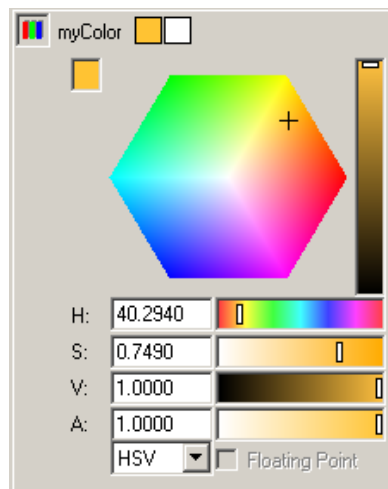 myColor
H: 40.2940
S: 0.7490
V: 1.0000
A: 1.0000
HSV Floating Point